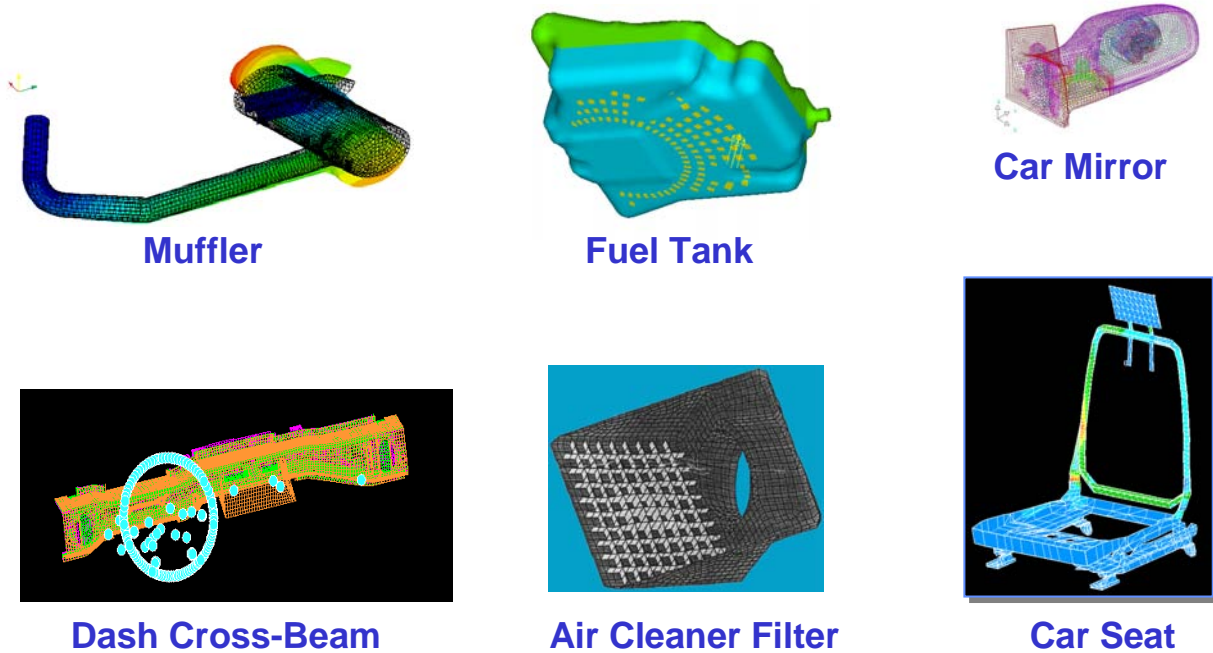 Muffler
Fuel Tank
Car Mirror
Dash Cross-Beam
Air Cleaner Filter
Car Seat